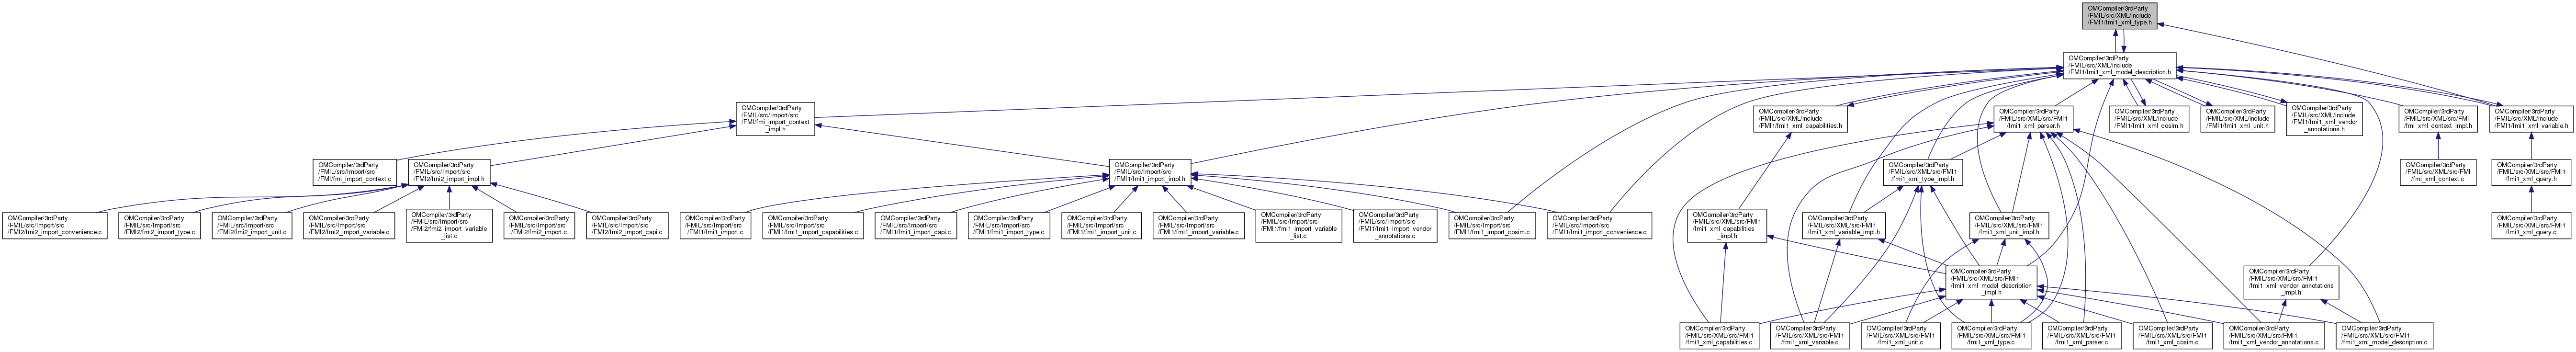 OMCompiler/3rdParty
/FMIL/src/XML/include
/FMI1/fmi1_xml_type.h
OMCompiler/3rdParty
/FMIL/src/XML/include
/FMI1/fmi1_xml_model_description.h
OMCompiler/3rdParty
/FMIL/src/Import/src
/FMI/fmi_import_context
_impl.h
OMCompiler/3rdParty
/FMIL/src/XML/include
/FMI1/fmi1_xml_capabilities.h
OMCompiler/3rdParty
/FMIL/src/XML/src/FMI1
/fmi1_xml_parser.h
OMCompiler/3rdParty
/FMIL/src/XML/include
/FMI1/fmi1_xml_cosim.h
OMCompiler/3rdParty
/FMIL/src/XML/include
/FMI1/fmi1_xml_unit.h
OMCompiler/3rdParty
/FMIL/src/XML/include
/FMI1/fmi1_xml_vendor
_annotations.h
OMCompiler/3rdParty
/FMIL/src/XML/src/FMI
/fmi_xml_context_impl.h
OMCompiler/3rdParty
/FMIL/src/XML/include
/FMI1/fmi1_xml_variable.h
OMCompiler/3rdParty
/FMIL/src/Import/src
/FMI/fmi_import_context.c
OMCompiler/3rdParty
/FMIL/src/Import/src
/FMI2/fmi2_import_impl.h
OMCompiler/3rdParty
/FMIL/src/Import/src
/FMI1/fmi1_import_impl.h
OMCompiler/3rdParty
/FMIL/src/XML/src/FMI1
/fmi1_xml_type_impl.h
OMCompiler/3rdParty
/FMIL/src/XML/src/FMI
/fmi_xml_context.c
OMCompiler/3rdParty
/FMIL/src/XML/src/FMI1
/fmi1_xml_query.h
OMCompiler/3rdParty
/FMIL/src/Import/src
/FMI2/fmi2_import_convenience.c
OMCompiler/3rdParty
/FMIL/src/Import/src
/FMI2/fmi2_import_type.c
OMCompiler/3rdParty
/FMIL/src/Import/src
/FMI2/fmi2_import_unit.c
OMCompiler/3rdParty
/FMIL/src/Import/src
/FMI2/fmi2_import_variable.c
OMCompiler/3rdParty
/FMIL/src/Import/src
/FMI2/fmi2_import_variable
_list.c
OMCompiler/3rdParty
/FMIL/src/Import/src
/FMI2/fmi2_import.c
OMCompiler/3rdParty
/FMIL/src/Import/src
/FMI2/fmi2_import_capi.c
OMCompiler/3rdParty
/FMIL/src/Import/src
/FMI1/fmi1_import.c
OMCompiler/3rdParty
/FMIL/src/Import/src
/FMI1/fmi1_import_capabilities.c
OMCompiler/3rdParty
/FMIL/src/Import/src
/FMI1/fmi1_import_capi.c
OMCompiler/3rdParty
/FMIL/src/Import/src
/FMI1/fmi1_import_type.c
OMCompiler/3rdParty
/FMIL/src/Import/src
/FMI1/fmi1_import_unit.c
OMCompiler/3rdParty
/FMIL/src/Import/src
/FMI1/fmi1_import_variable.c
OMCompiler/3rdParty
/FMIL/src/Import/src
/FMI1/fmi1_import_variable
_list.c
OMCompiler/3rdParty
/FMIL/src/Import/src
/FMI1/fmi1_import_vendor
_annotations.c
OMCompiler/3rdParty
/FMIL/src/Import/src
/FMI1/fmi1_import_cosim.c
OMCompiler/3rdParty
/FMIL/src/Import/src
/FMI1/fmi1_import_convenience.c
OMCompiler/3rdParty
/FMIL/src/XML/src/FMI1
/fmi1_xml_capabilities
_impl.h
OMCompiler/3rdParty
/FMIL/src/XML/src/FMI1
/fmi1_xml_variable_impl.h
OMCompiler/3rdParty
/FMIL/src/XML/src/FMI1
/fmi1_xml_unit_impl.h
OMCompiler/3rdParty
/FMIL/src/XML/src/FMI1
/fmi1_xml_query.c
OMCompiler/3rdParty
/FMIL/src/XML/src/FMI1
/fmi1_xml_model_description
_impl.h
OMCompiler/3rdParty
/FMIL/src/XML/src/FMI1
/fmi1_xml_vendor_annotations
_impl.h
OMCompiler/3rdParty
/FMIL/src/XML/src/FMI1
/fmi1_xml_capabilities.c
OMCompiler/3rdParty
/FMIL/src/XML/src/FMI1
/fmi1_xml_variable.c
OMCompiler/3rdParty
/FMIL/src/XML/src/FMI1
/fmi1_xml_unit.c
OMCompiler/3rdParty
/FMIL/src/XML/src/FMI1
/fmi1_xml_type.c
OMCompiler/3rdParty
/FMIL/src/XML/src/FMI1
/fmi1_xml_parser.c
OMCompiler/3rdParty
/FMIL/src/XML/src/FMI1
/fmi1_xml_cosim.c
OMCompiler/3rdParty
/FMIL/src/XML/src/FMI1
/fmi1_xml_vendor_annotations.c
OMCompiler/3rdParty
/FMIL/src/XML/src/FMI1
/fmi1_xml_model_description.c